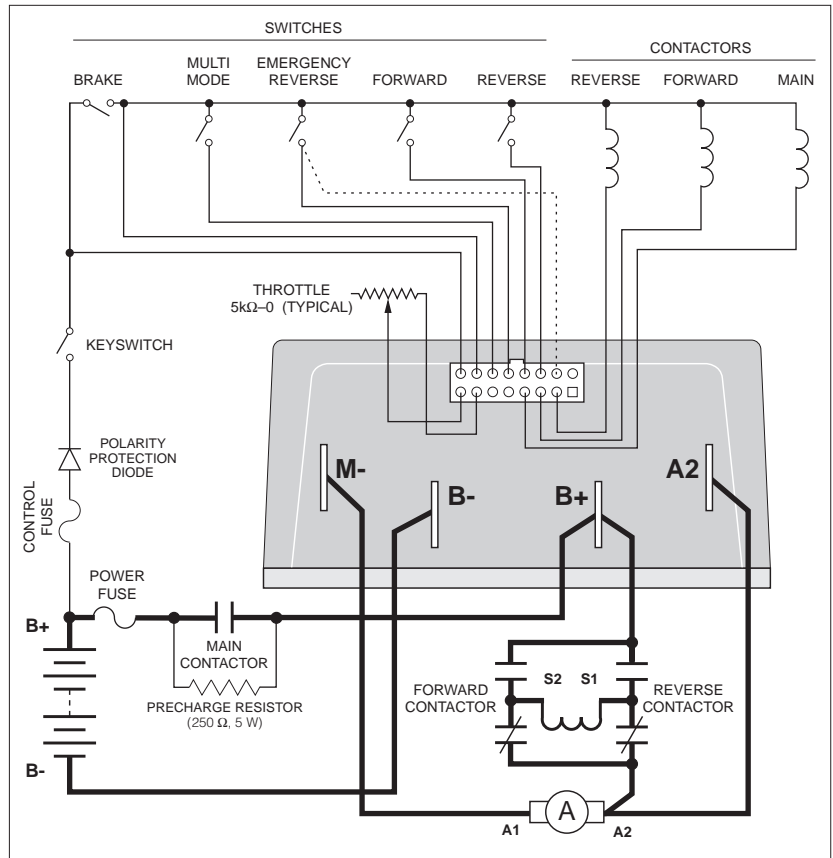 SWITCHES
CONTACTORS
BRAKE
MULTI
MODE
EMERGENCY
REVERSE
FORWARD
REVERSE
REVERSE
FORWARD
MAIN
THROTTLE
5kΩ–0 (TYPICAL)
KEYSWITCH
POLARITY
PROTECTION
DIODE
CONTROL
FUSE
M-
B-
B+
A2
POWER
FUSE
B+
MAIN
CONTACTOR
PRECHARGE RESISTOR
(250 Ω, 5 W)
FORWARD
CONTACTOR
S2
S1
REVERSE
CONTACTOR
B-
A1
A
A2